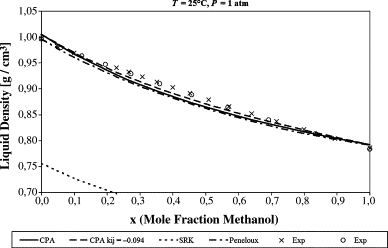 T = 25°C, P = 1 atm
Liquid Density [g / cm³]
1,05
1,00
0,95
0,90
0,85
0,80
0,75
0,70
0,0 0,1 0,2 0,3 0,4 0,5 0,6 0,7 0,8 0,9 1,0
x (Mole Fraction Methanol)
CPA CPA kij = −0.094 SRK Peneloux Exp Exp